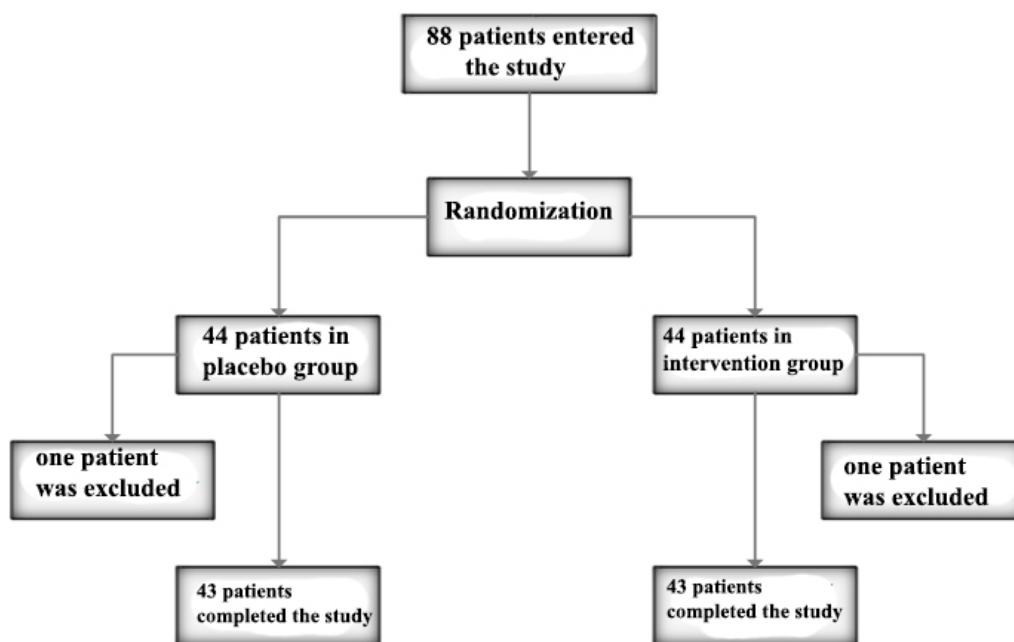 88 patients entered
the study
Randomization
44 patients in
placebo group
44 patients in
intervention group
one patient
was excluded
one patient
was excluded
43 patients
completed the study
43 patients
completed the study